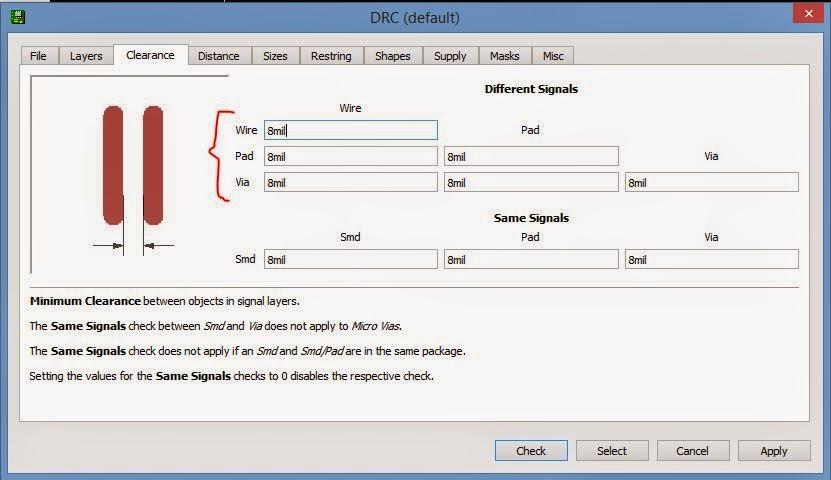 DRC (default)
File Layers Clearance Distance Sizes Restring Shapes Supply Masks Misc
Different Signals
Wire
Wire 8mil Pad
Pad 8mil 8mil Via
Via 8mil 8mil 8mil
Same Signals
Smd Pad Via
Smd 8mil 8mil 8mil
Minimum Clearance between objects in signal layers.
The Same Signals check between Smd and Via does not apply to Micro Vias.
The Same Signals check does not apply if an Smd and Smd/Pad are in the same package.
Setting the values for the Same Signals checks to 0 disables the respective check.
Check Select Cancel Apply